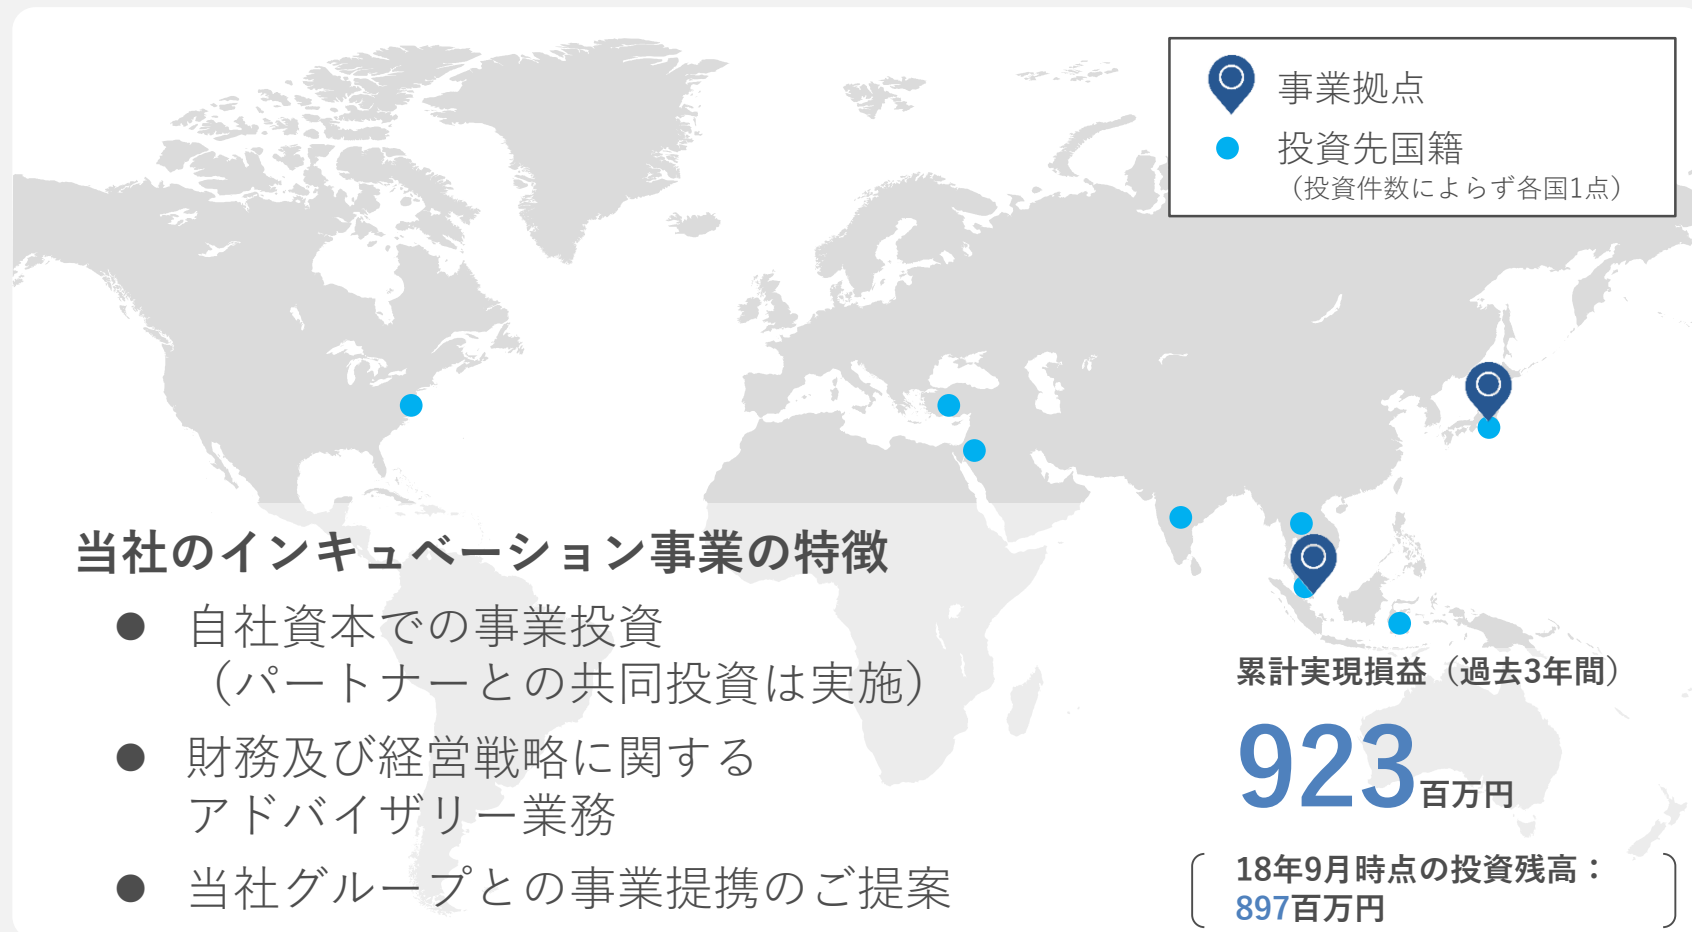 事業拠点
投資先国籍
（投資件数によらず各国1点）
当社のインキュベーション事業の特徴
● 自社資本での事業投資
（パートナーとの共同投資は実施）
● 財務及び経営戦略に関する
アドバイザリー業務
● 当社グループとの事業提携のご提案
累計実現損益（過去3年間）
923百万円
18年9月時点の投資残高：
897百万円